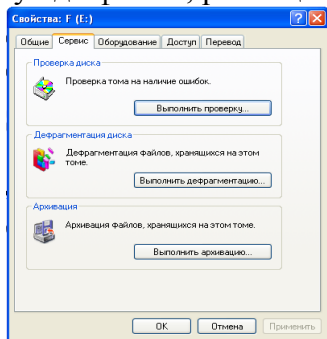 Свойства: F (E:)
Общие Сервис Оборудование Доступ Перевод
Проверка диска
Проверка тома на наличие ошибок.
Выполнить проверку...
Дефрагментация диска
Дефрагментация файлов, хранящихся на этом
томе.
Выполнить дефрагментацию...
Архивация
Архивация файлов, хранящихся на этом томе.
Выполнить архивацию...
OK Отмена Применить